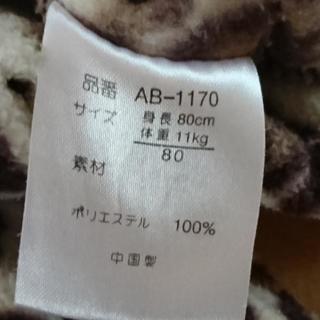 品番 AB-1170
サイズ 身長 80cm
体重 11kg
80
素材
ポリエステル 100%
中国製